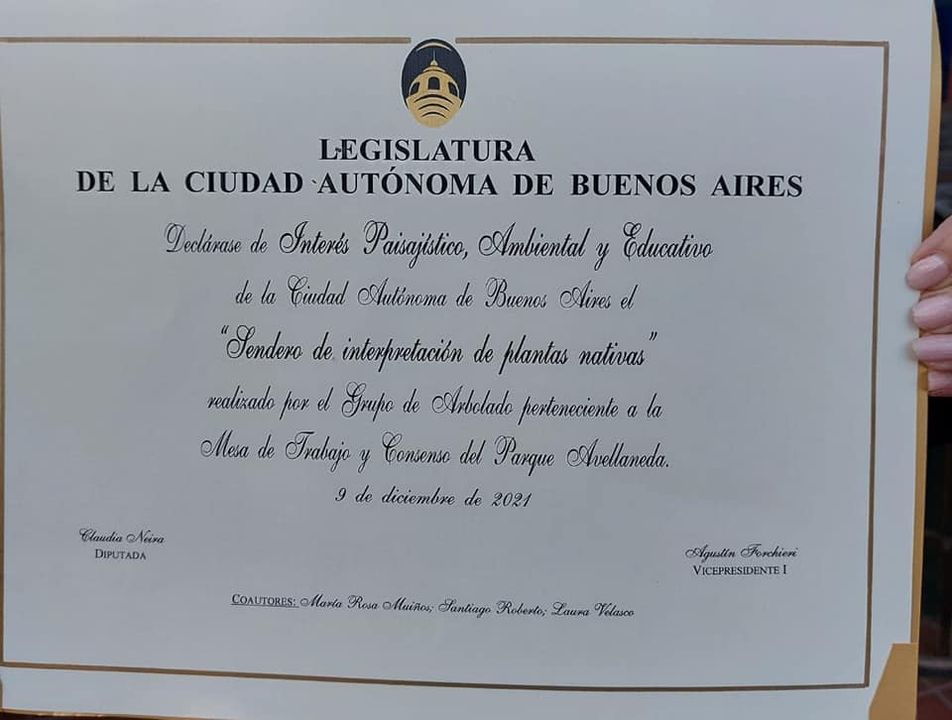 LEGISLATURA
DE LA CIUDAD AUTÓNOMA DE BUENOS AIRES
Declárase de Interés Paisajístico, Ambiental y Educativo
de la Ciudad Autónoma de Buenos Aires el
“Sendero de interpretación de plantas nativas”
realizado por el Grupo de Arbolado perteneciente a la
Mesa de Trabajo y Consenso del Parque Avellaneda.
9 de diciembre de 2021
Claudia Neira
DIPUTADA
Agustín Forchieri
VICEPRESIDENTE I
COAUTORES: María Rosa Muiños; Santiago Roberto; Laura Velasco